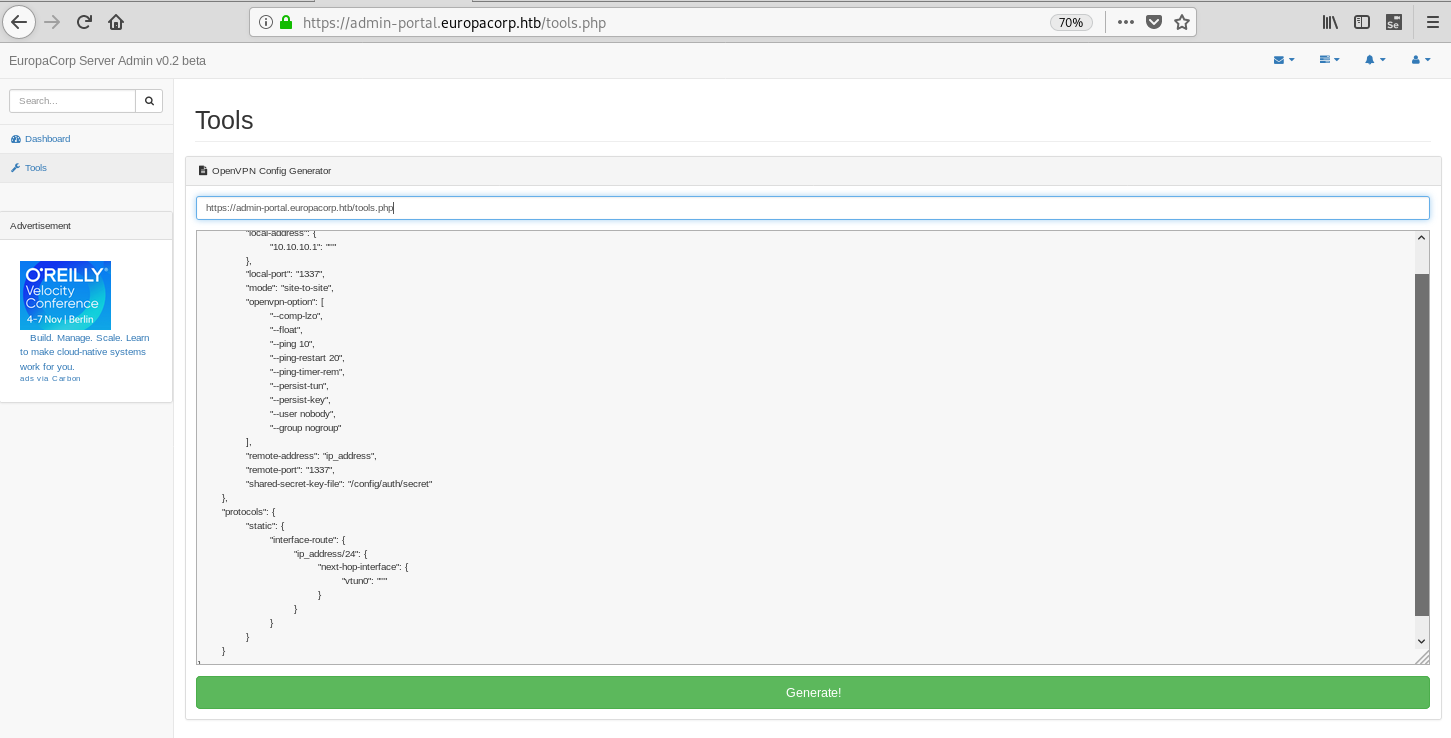 https://admin-portal.europacorp.htb/tools.php
70%
EuropaCorp Server Admin v0.2 beta
Search...
Dashboard
Tools
Advertisement
O'REILLY®
Velocity
Conference
4–7 Nov | Berlin
Build. Manage. Scale. Learn
to make cloud-native systems
work for you.
ads via Carbon
Tools
OpenVPN Config Generator
https://admin-portal.europacorp.htb/tools.php
"local-address": {
"10.10.10.1": """
},
"local-port": "1337",
"mode": "site-to-site",
"openvpn-option": [
"--comp-lzo",
"--float",
"--ping 10",
"--ping-restart 20",
"--ping-timer-rem",
"--persist-tun",
"--persist-key",
"--user nobody",
"--group nogroup"
],
"remote-address": "ip_address",
"remote-port": "1337",
"shared-secret-key-file": "/config/auth/secret"
},
"protocols": {
"static": {
"interface-route": {
"ip_address/24": {
"next-hop-interface": {
"vtun0": """
}
}
}
}
}
Generate!